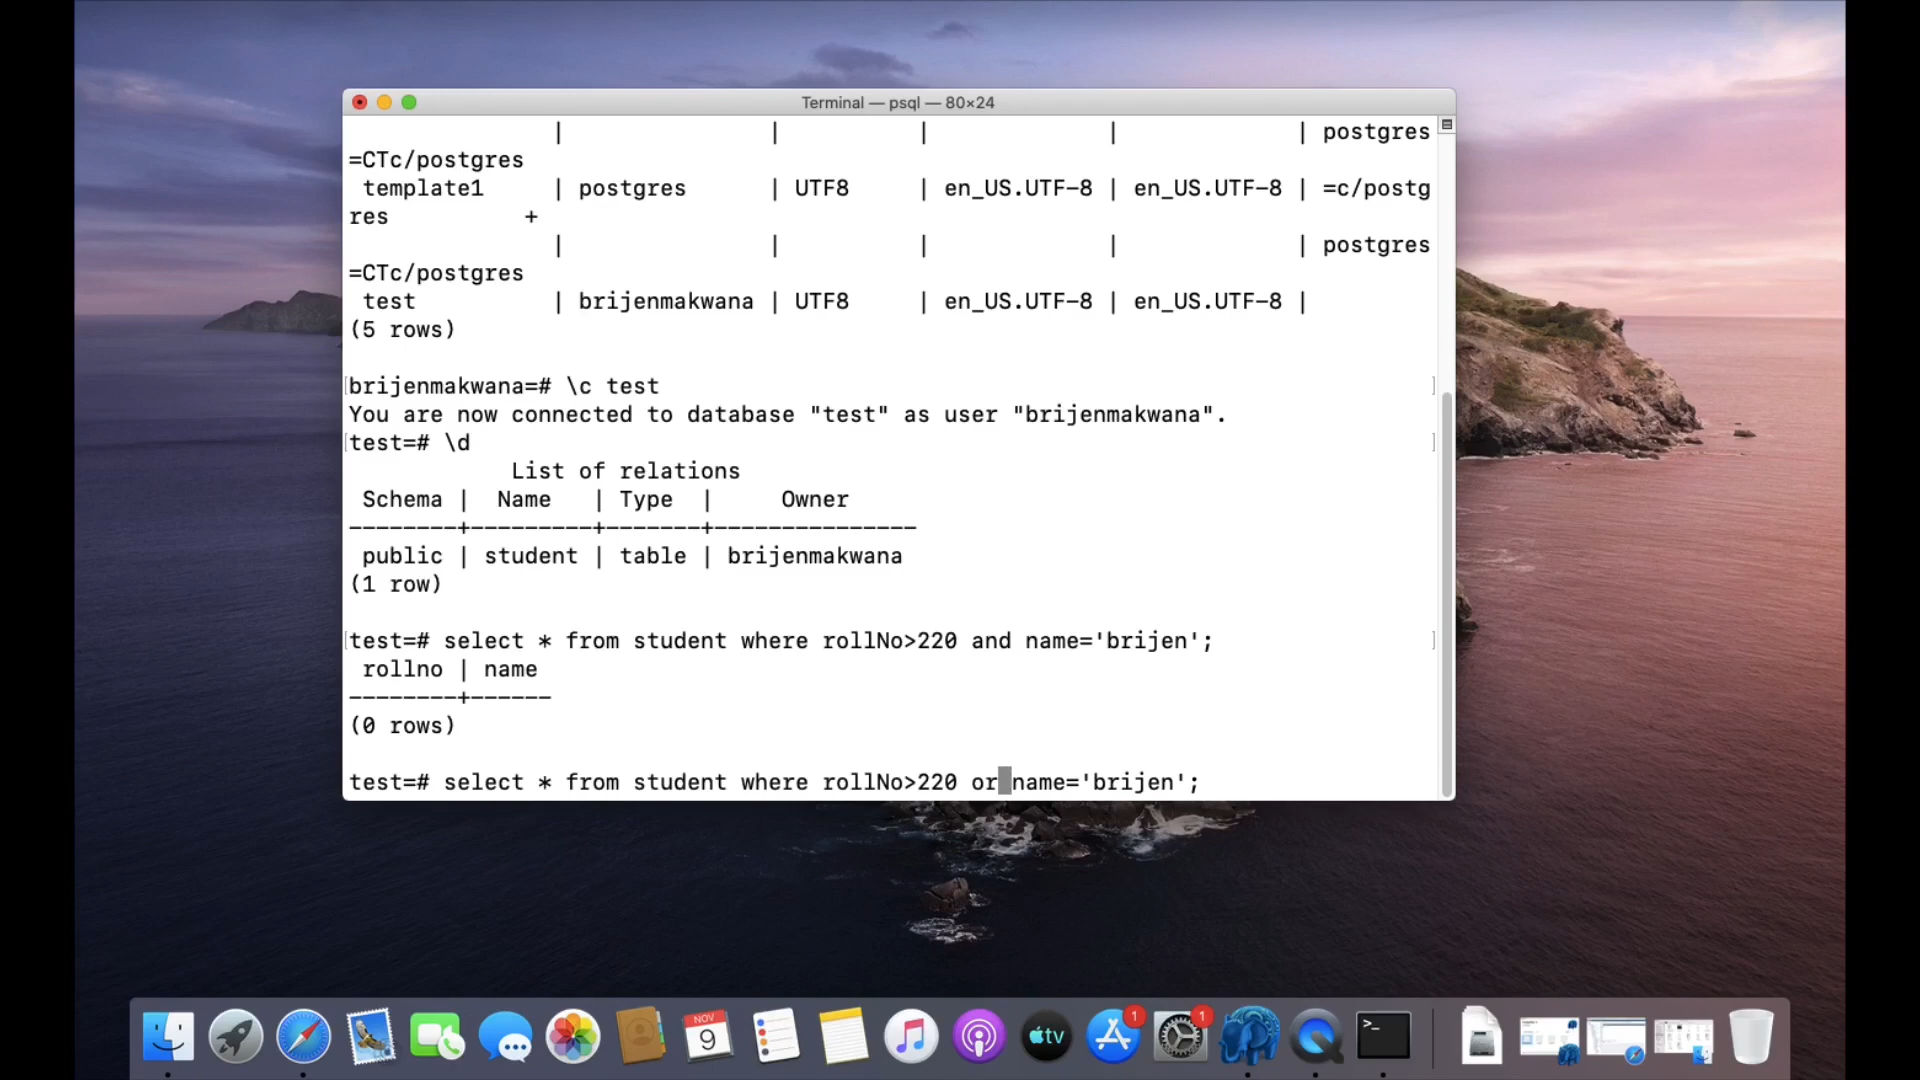 Terminal — psql — 80×24
| | | | | postgres
=CTc/postgres
template1 | postgres | UTF8 | en_US.UTF-8 | en_US.UTF-8 | =c/postg
res +
| | | | | postgres
=CTc/postgres
test | brijenmakwana | UTF8 | en_US.UTF-8 | en_US.UTF-8 |
(5 rows)
brijenmakwana=# \c test
You are now connected to database "test" as user "brijenmakwana".
test=# \d
List of relations
Schema | Name | Type | Owner
--------+---------+-------+---------------
public | student | table | brijenmakwana
(1 row)
test=# select * from student where rollNo>220 and name='brijen';
rollno | name
--------+------
(0 rows)
test=# select * from student where rollNo>220 or name='brijen';
NOV
9
tv
1
1
>_